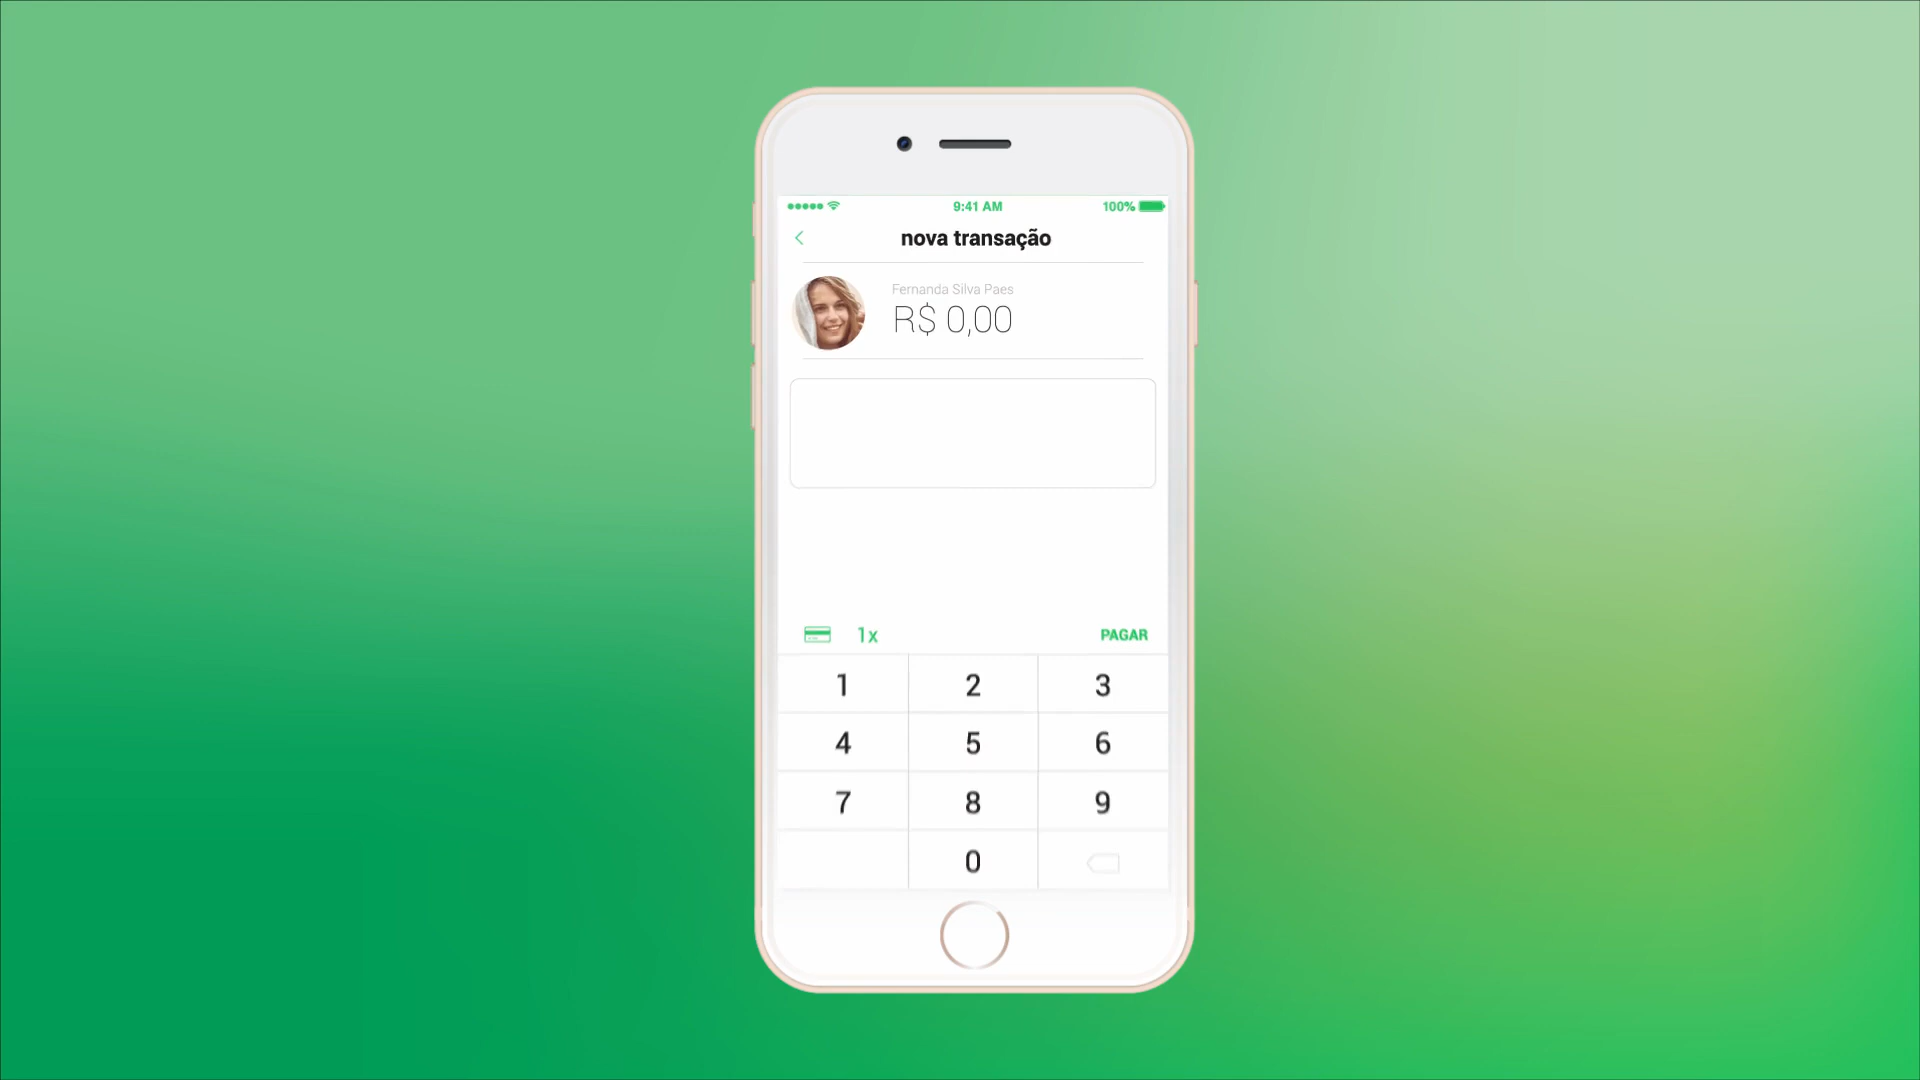 9:41 AM 100%
nova transação
Fernanda Silva Paes
R$ 0,00
1x PAGAR
1 2 3
4 5 6
7 8 9
0